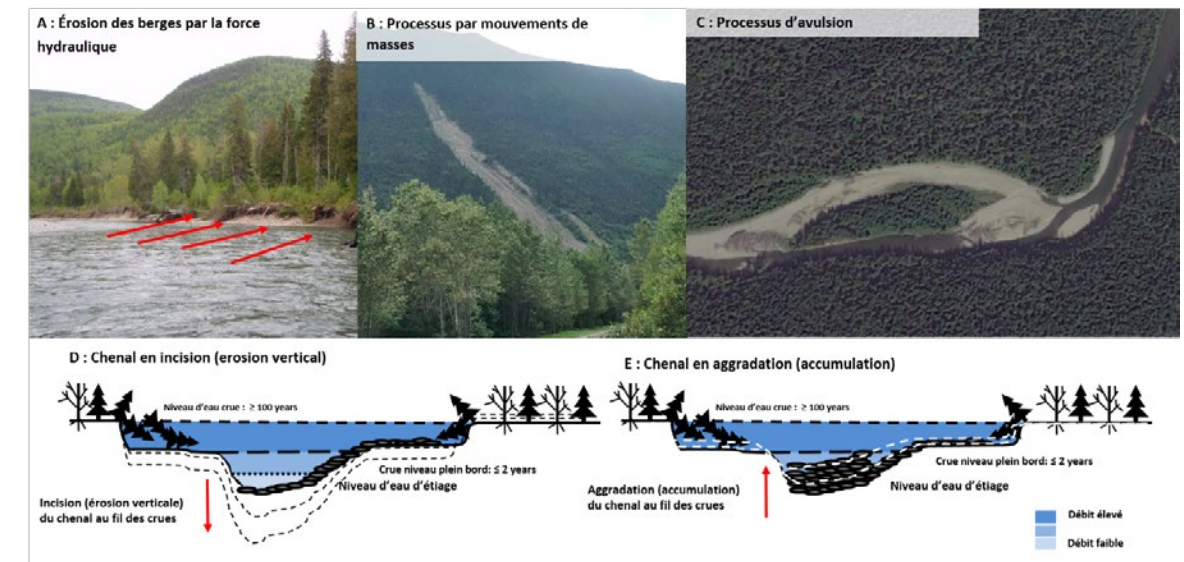 A : Érosion des berges par la force
hydraulique
B : Processus par mouvements de
masses
C : Processus d'avulsion
D : Chenal en incision (erosion vertical)
Niveau d'eau crue : ≥ 100 years
Crue niveau plein bord: ≤ 2 years
Niveau d'eau d'étiage
Incision (érosion verticale)
du chenal au fil des crues
E : Chenal en aggradation (accumulation)
Niveau d'eau crue : ≥ 100 years
Crue niveau plein bord: ≤ 2 years
Niveau d'eau d'étiage
Aggradation (accumulation)
du chenal au fil des crues
Débit élevé
Débit faible